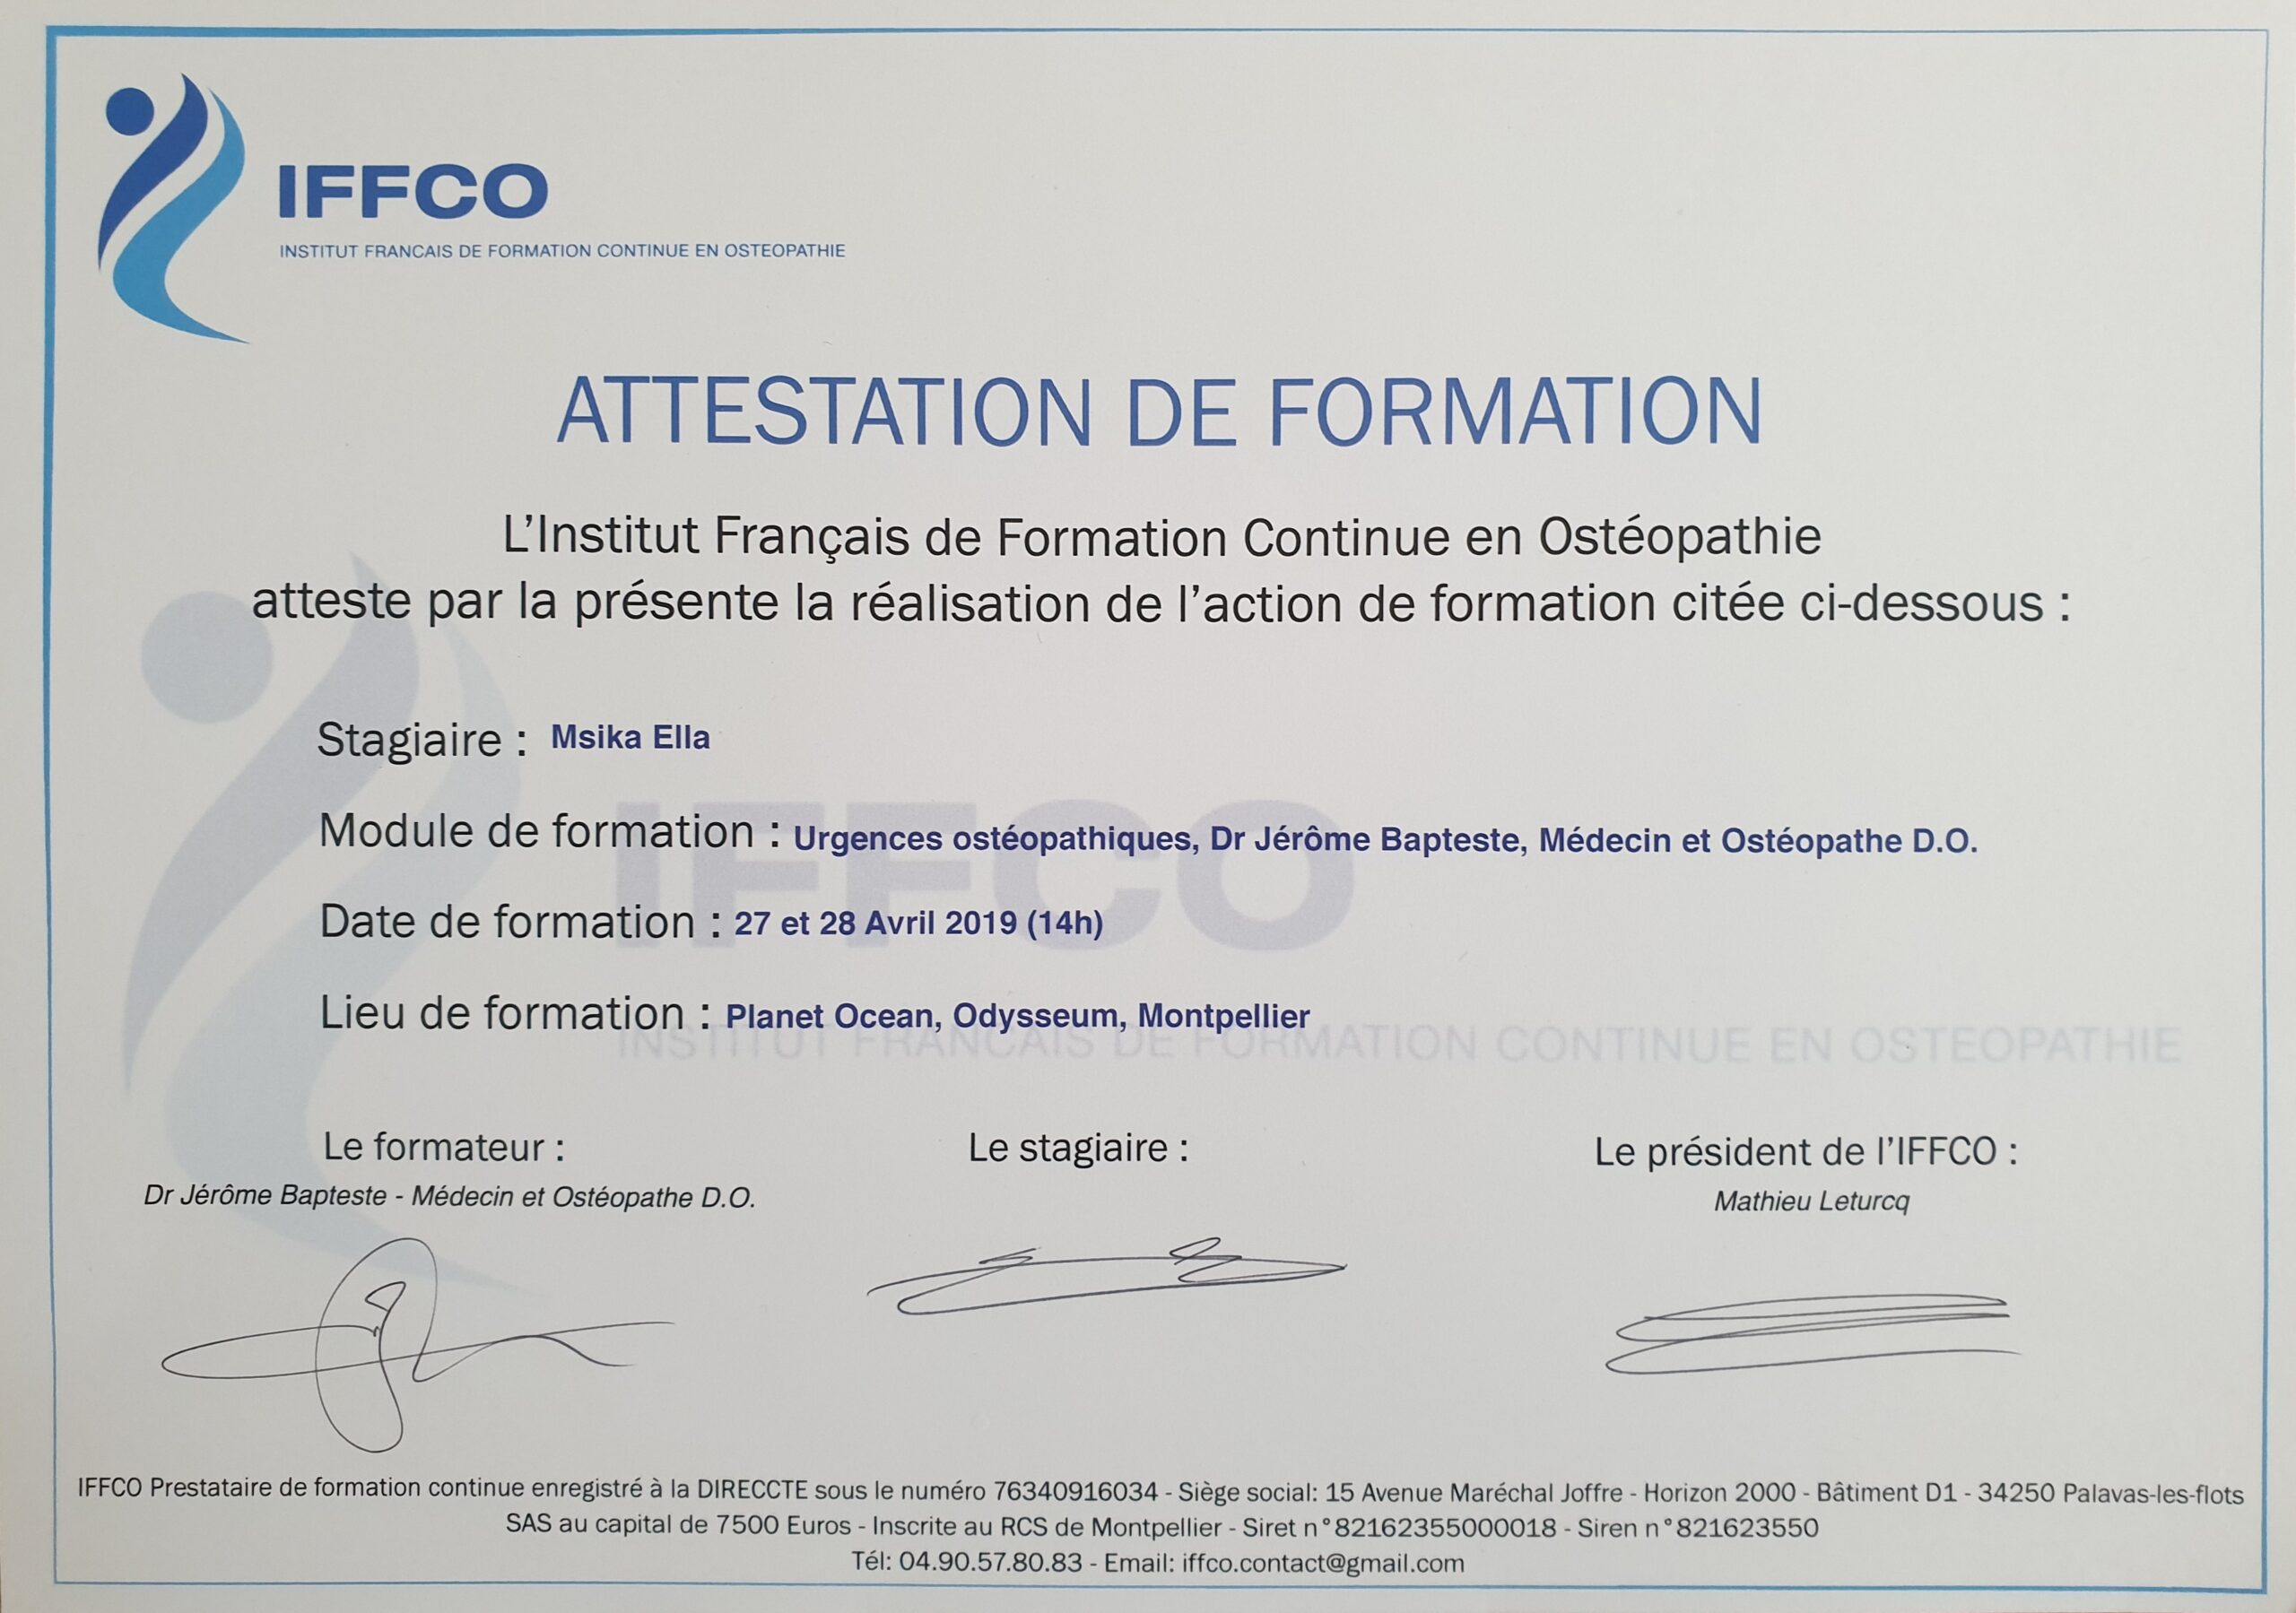 IFFCO
INSTITUT FRANCAIS DE FORMATION CONTINUE EN OSTEOPATHIE
ATTESTATION DE FORMATION
L'Institut Français de Formation Continue en Ostéopathie
atteste par la présente la réalisation de l'action de formation citée ci-dessous :
Stagiaire : Msika Ella
Module de formation : Urgences ostéopathiques, Dr Jérôme Bapteste, Médecin et Ostéopathe D.O.
IFFCO
Date de formation : 27 et 28 Avril 2019 (14h)
Lieu de formation : Planet Ocean, Odysseum, Montpellier
INSTITUT FRANCAIS DE FORMATION CONTINUE EN OSTEOPATHIE
Le formateur :
Dr Jérôme Bapteste - Médecin et Ostéopathe D.O.
Le stagiaire :
Le président de l'IFFCO :
Mathieu Leturcq
IFFCO Prestataire de formation continue enregistré à la DIRECCTE sous le numéro 76340916034 - Siège social: 15 Avenue Maréchal Joffre - Horizon 2000 - Bâtiment D1 - 34250 Palavas-les-flots
SAS au capital de 7500 Euros - Inscrite au RCS de Montpellier - Siret n°82162355000018 - Siren n°821623550
Tél: 04.90.57.80.83 - Email: iffco.contact@gmail.com